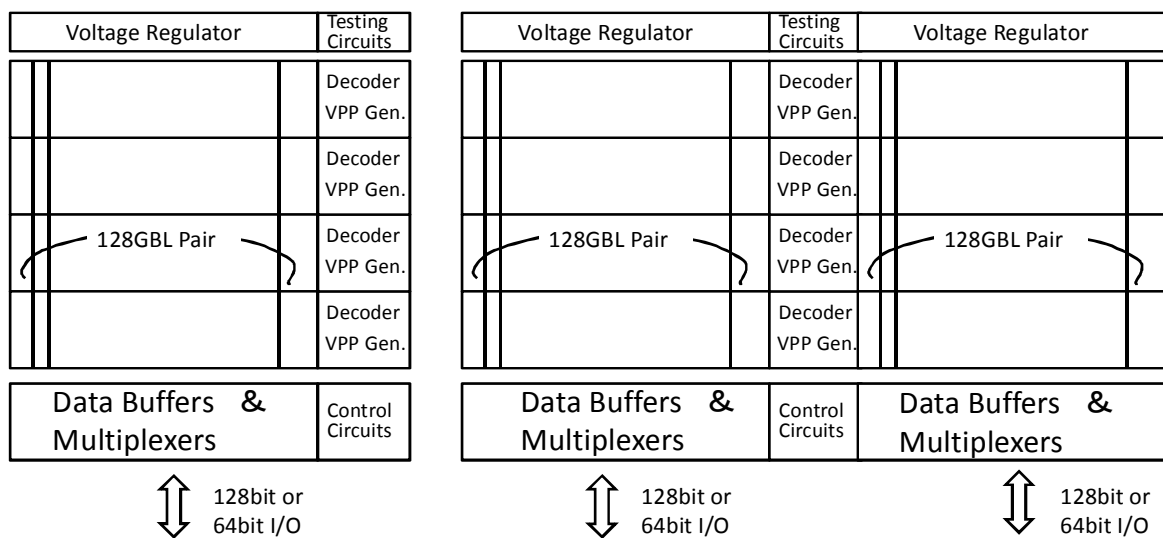 Voltage Regulator
Testing
Circuits
Decoder
VPP Gen.
Decoder
VPP Gen.
128GBL Pair
Decoder
VPP Gen.
Decoder
VPP Gen.
Data Buffers &
Multiplexers
Control
Circuits
128bit or
64bit I/O
Voltage Regulator
Testing
Circuits
Voltage Regulator
Decoder
VPP Gen.
Decoder
VPP Gen.
128GBL Pair
Decoder
VPP Gen.
128GBL Pair
Decoder
VPP Gen.
Data Buffers &
Multiplexers
Control
Circuits
Data Buffers &
Multiplexers
128bit or
64bit I/O
128bit or
64bit I/O